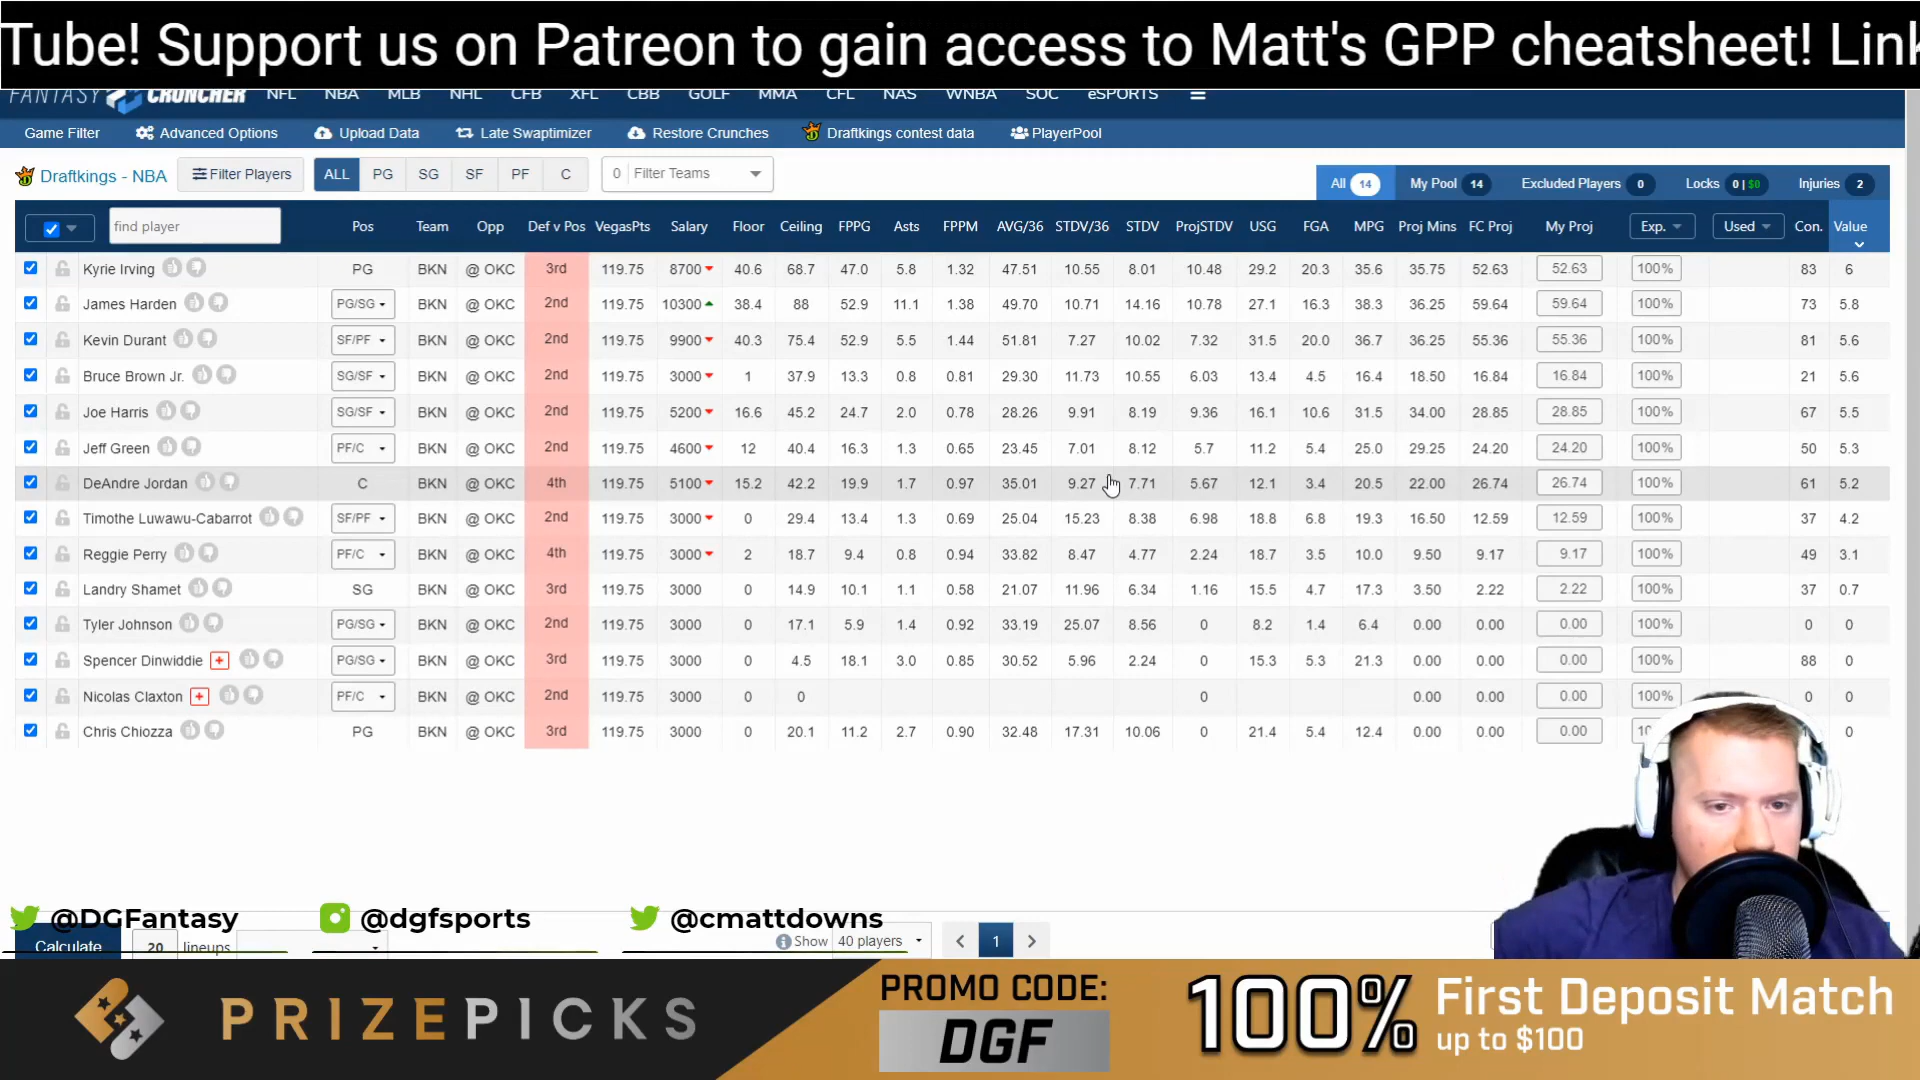 Tube! Support us on Patreon to gain access to Matt's GPP cheatsheet! Link
FANTASY CRUNCHER NFL NBA MLB NHL CFB XFL CBB GOLF MMA CFL NAS WNBA SOC eSPORTS
Game Filter Advanced Options Upload Data Late Swaptimizer Restore Crunches Draftkings contest data PlayerPool
Draftkings - NBA Filter Players ALL PG SG SF PF C 0 Filter Teams All 14 My Pool 14 Excluded Players 0 Locks 0 | $0 Injuries 2
find player Pos Team Opp Def v Pos VegasPts Salary Floor Ceiling FPPG Asts FPPM AVG/36 STDV/36 STDV ProjSTDV USG FGA MPG Proj Mins FC Proj My Proj Exp. Used Con. Value
Kyrie Irving PG BKN @ OKC 3rd 119.75 8700 40.6 68.7 47.0 5.8 1.32 47.51 10.55 8.01 10.48 29.2 20.3 35.6 35.75 52.63 52.63 100% 83 6
James Harden PG/SG BKN @ OKC 2nd 119.75 10300 38.4 88 52.9 11.1 1.38 49.70 10.71 14.16 10.78 27.1 16.3 38.3 36.25 59.64 59.64 100% 73 5.8
Kevin Durant SF/PF BKN @ OKC 2nd 119.75 9900 40.3 75.4 52.9 5.5 1.44 51.81 7.27 10.02 7.32 31.5 20.0 36.7 36.25 55.36 55.36 100% 81 5.6
Bruce Brown Jr. SG/SF BKN @ OKC 2nd 119.75 3000 1 37.9 13.3 0.8 0.81 29.30 11.73 10.55 6.03 13.4 4.5 16.4 18.50 16.84 16.84 100% 21 5.6
Joe Harris SG/SF BKN @ OKC 2nd 119.75 5200 16.6 45.2 24.7 2.0 0.78 28.26 9.91 8.19 9.36 16.1 10.6 31.5 34.00 28.85 28.85 100% 67 5.5
Jeff Green PF/C BKN @ OKC 2nd 119.75 4600 12 40.4 16.3 1.3 0.65 23.45 7.01 8.12 5.7 11.2 5.4 25.0 29.25 24.20 24.20 100% 50 5.3
DeAndre Jordan C BKN @ OKC 4th 119.75 5100 15.2 42.2 19.9 1.7 0.97 35.01 9.27 7.71 5.67 12.1 3.4 20.5 22.00 26.74 26.74 100% 61 5.2
Timothe Luwawu-Cabarrot SF/PF BKN @ OKC 2nd 119.75 3000 0 29.4 13.4 1.3 0.69 25.04 15.23 8.38 6.98 18.8 6.8 19.3 16.50 12.59 12.59 100% 37 4.2
Reggie Perry PF/C BKN @ OKC 4th 119.75 3000 2 18.7 9.4 0.8 0.94 33.82 8.47 4.77 2.24 18.7 3.5 10.0 9.50 9.17 9.17 100% 49 3.1
Landry Shamet SG BKN @ OKC 3rd 119.75 3000 0 14.9 10.1 1.1 0.58 21.07 11.96 6.34 1.16 15.5 4.7 17.3 3.50 2.22 2.22 100% 37 0.7
Tyler Johnson PG/SG BKN @ OKC 2nd 119.75 3000 0 17.1 5.9 1.4 0.92 33.19 25.07 8.56 0 8.2 1.4 6.4 0.00 0.00 0.00 100% 0 0
Spencer Dinwiddie PG/SG BKN @ OKC 3rd 119.75 3000 0 4.5 18.1 3.0 0.85 30.52 5.96 2.24 0 15.3 5.3 21.3 0.00 0.00 0.00 100% 88 0
Nicolas Claxton PF/C BKN @ OKC 2nd 119.75 3000 0 0 0 0.00 0.00 0.00 100% 0 0
Chris Chiozza PG BKN @ OKC 3rd 119.75 3000 0 20.1 11.2 2.7 0.90 32.48 17.31 10.06 0 21.4 5.4 12.4 0.00 0.00 0.00 0
@DGFantasy @dgfsports @cmattdowns
Calculate 20 lineups Show 40 players 1
PRIZEPICKS
PROMO CODE:
DGF
100% First Deposit Match
up to $100